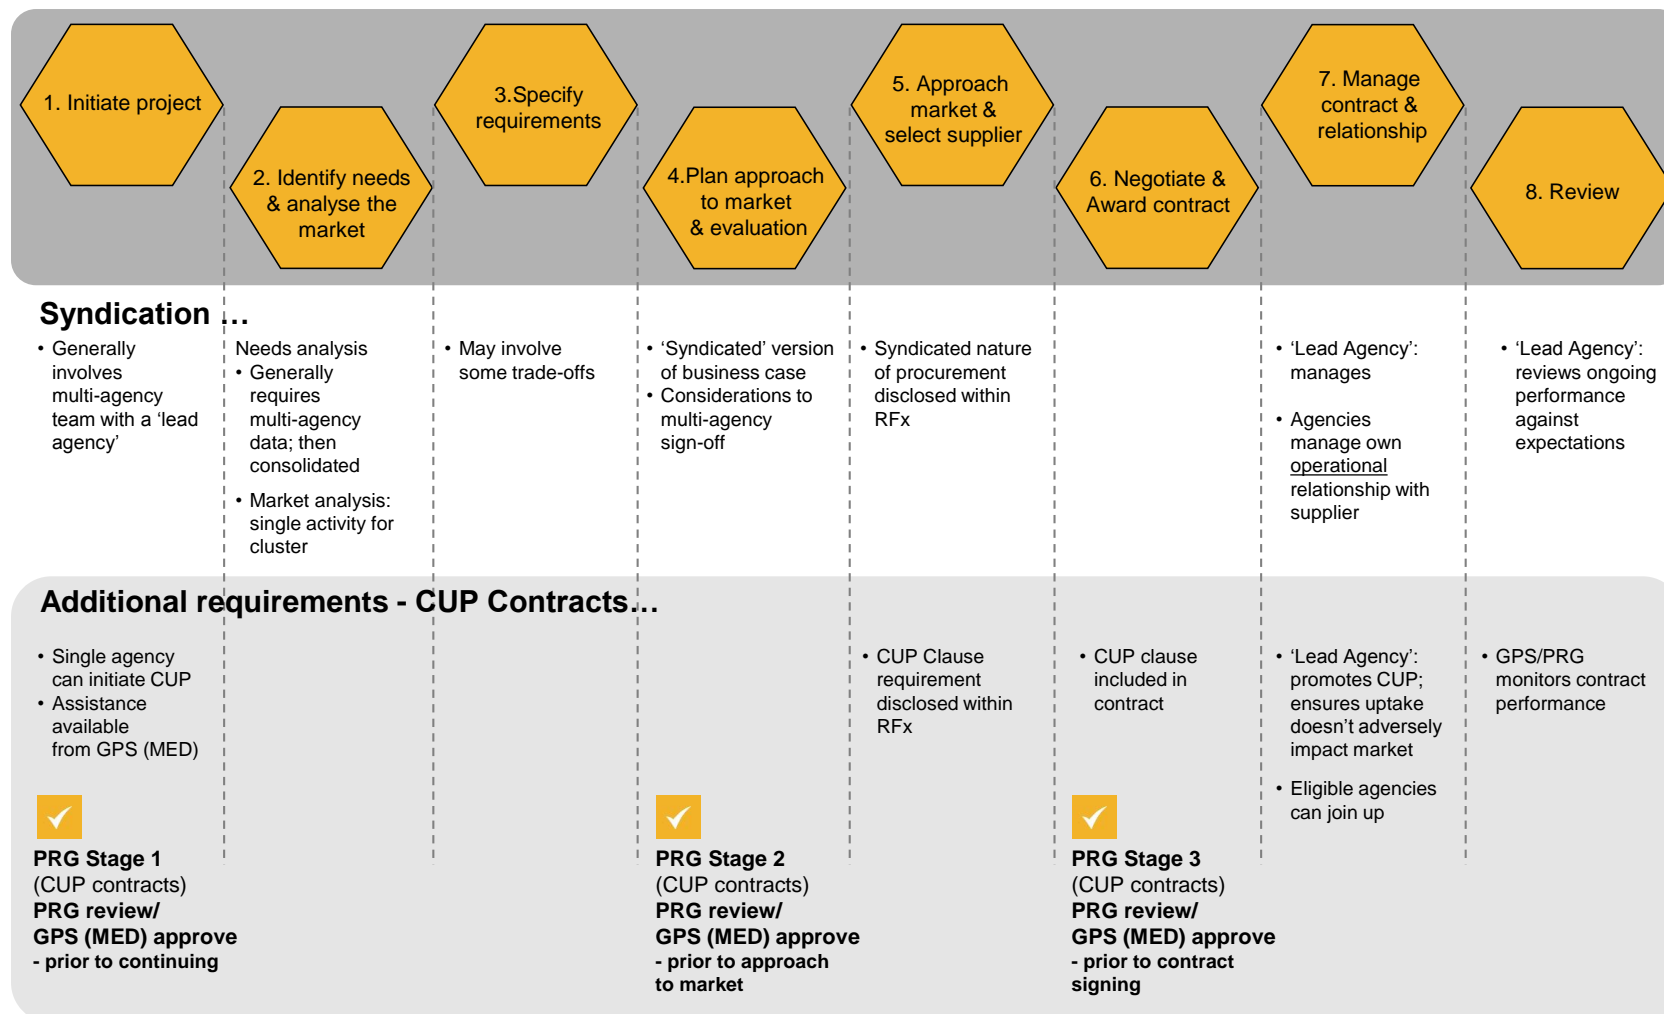 1. Initiate project
2. Identify needs
& analyse the
market
3.Specify
requirements
4.Plan approach
to market
& evaluation
5. Approach
market &
select supplier
6. Negotiate &
Award contract
7. Manage
contract &
relationship
8. Review
Syndication …
• Generally
involves
multi-agency
team with a ‘lead
agency’
Needs analysis
• Generally
requires
multi-agency
data; then
consolidated
• Market analysis:
single activity for
cluster
• May involve
some trade-offs
• ‘Syndicated’ version
of business case
• Considerations to
multi-agency
sign-off
• Syndicated nature
of procurement
disclosed within
RFx
• ‘Lead Agency’:
manages
• Agencies
manage own
operational
relationship with
supplier
• ‘Lead Agency’:
reviews ongoing
performance
against
expectations
Additional requirements - CUP Contracts…
• Single agency
can initiate CUP
• Assistance
available
from GPS (MED)
• CUP Clause
requirement
disclosed within
RFx
• CUP clause
included in
contract
• ‘Lead Agency’:
promotes CUP;
ensures uptake
doesn’t adversely
impact market
• Eligible agencies
can join up
• GPS/PRG
monitors contract
performance
PRG Stage 1
(CUP contracts)
PRG review/
GPS (MED) approve
- prior to continuing
PRG Stage 2
(CUP contracts)
PRG review/
GPS (MED) approve
- prior to approach
to market
PRG Stage 3
(CUP contracts)
PRG review/
GPS (MED) approve
- prior to contract
signing